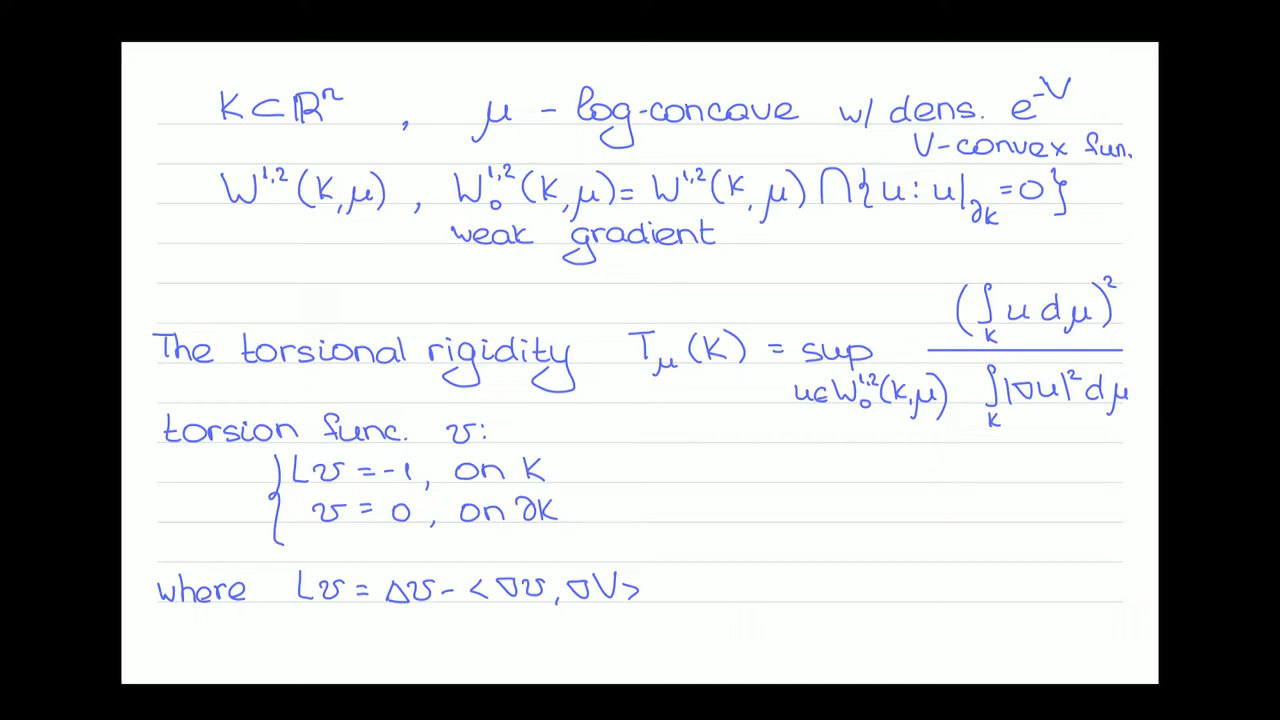 K⊂ℝⁿ , μ - log-concave w/ dens. e^{-V}
V-convex fun.
W^{1,2}(K,μ) , W_0^{1,2}(K,μ) = W^{1,2}(K,μ) ∩ {u : u|_{∂K} = 0}
weak gradient
The torsional rigidity T_μ(K) = sup_{u∈W_0^{1,2}(K,μ)} (∫_K u dμ)² / ∫_K |∇u|² dμ
torsion func. v:
{ Lv = -1, on K
v = 0, on ∂K
where Lv = Δv - <∇v, ∇V>